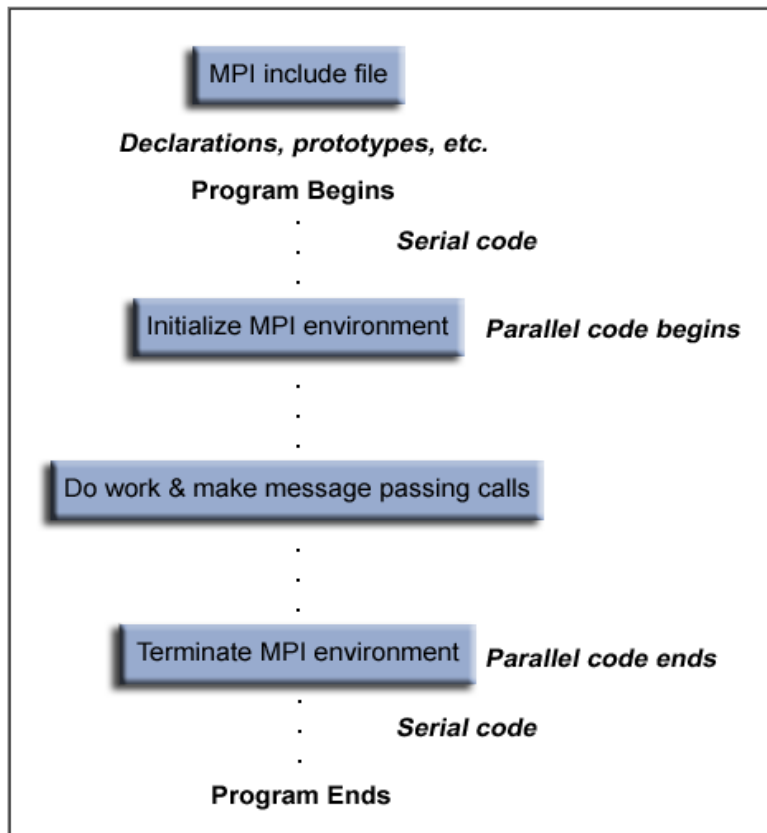 MPI include file
Declarations, prototypes, etc.
Program Begins
Serial code
Initialize MPI environment
Parallel code begins
Do work & make message passing calls
Terminate MPI environment
Parallel code ends
Serial code
Program Ends